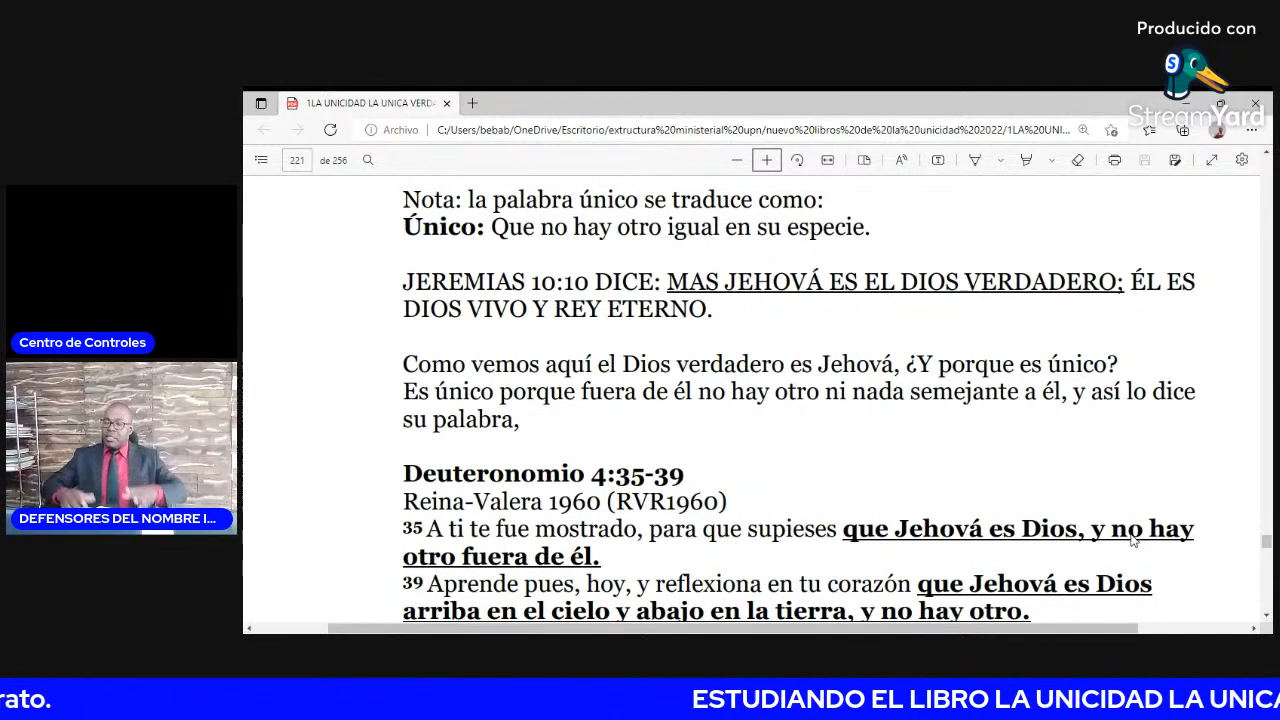 Producido con
StreamYard
1LA UNICIDAD LA UNICA VERDA
Archivo
C:/Users/bebab/OneDrive/Escritorio/extructura%20ministerial%20upn/nuevo%20libros%20de%20la%20unicidad%202022/1LA%20UNI...
221
de 256
Nota: la palabra único se traduce como:
Único: Que no hay otro igual en su especie.
JEREMIAS 10:10 DICE: MAS JEHOVÁ ES EL DIOS VERDADERO; ÉL ES
DIOS VIVO Y REY ETERNO.
Como vemos aquí el Dios verdadero es Jehová, ¿Y porque es único?
Es único porque fuera de él no hay otro ni nada semejante a él, y así lo dice
su palabra,
Deuteronomio 4:35-39
Reina-Valera 1960 (RVR1960)
35 A ti te fue mostrado, para que supieses que Jehová es Dios, y no hay
otro fuera de él.
39 Aprende pues, hoy, y reflexiona en tu corazón que Jehová es Dios
arriba en el cielo y abajo en la tierra, y no hay otro.
Centro de Controles
DEFENSORES DEL NOMBRE I...
rato.
ESTUDIANDO EL LIBRO LA UNICIDAD LA UNICA